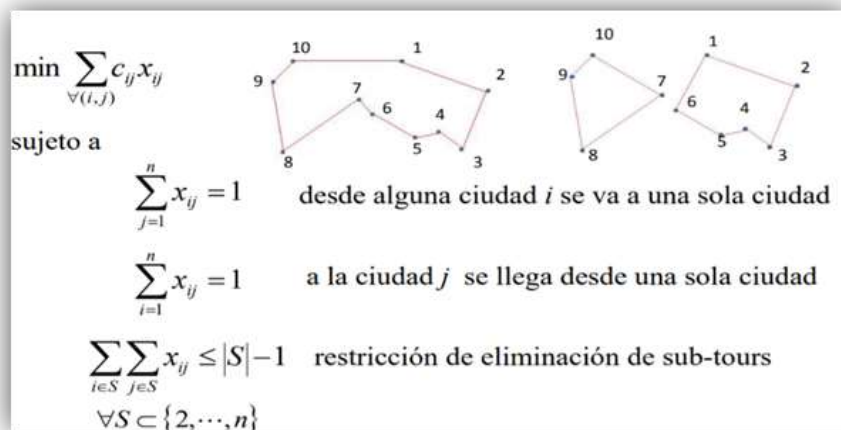 10 1 2 9 7 6 4 5 3 8
10 1 2 9 7 6 4 5 3 8
min ∑ c_{ij} x_{ij}
∀(i,j)
sujeto a
∑_{j=1}^{n} x_{ij} = 1 desde alguna ciudad i se va a una sola ciudad
∑_{i=1}^{n} x_{ij} = 1 a la ciudad j se llega desde una sola ciudad
∑_{i∈S} ∑_{j∈S} x_{ij} ≤ |S| − 1 restricción de eliminación de sub-tours
∀S ⊂ {2, ⋯, n}